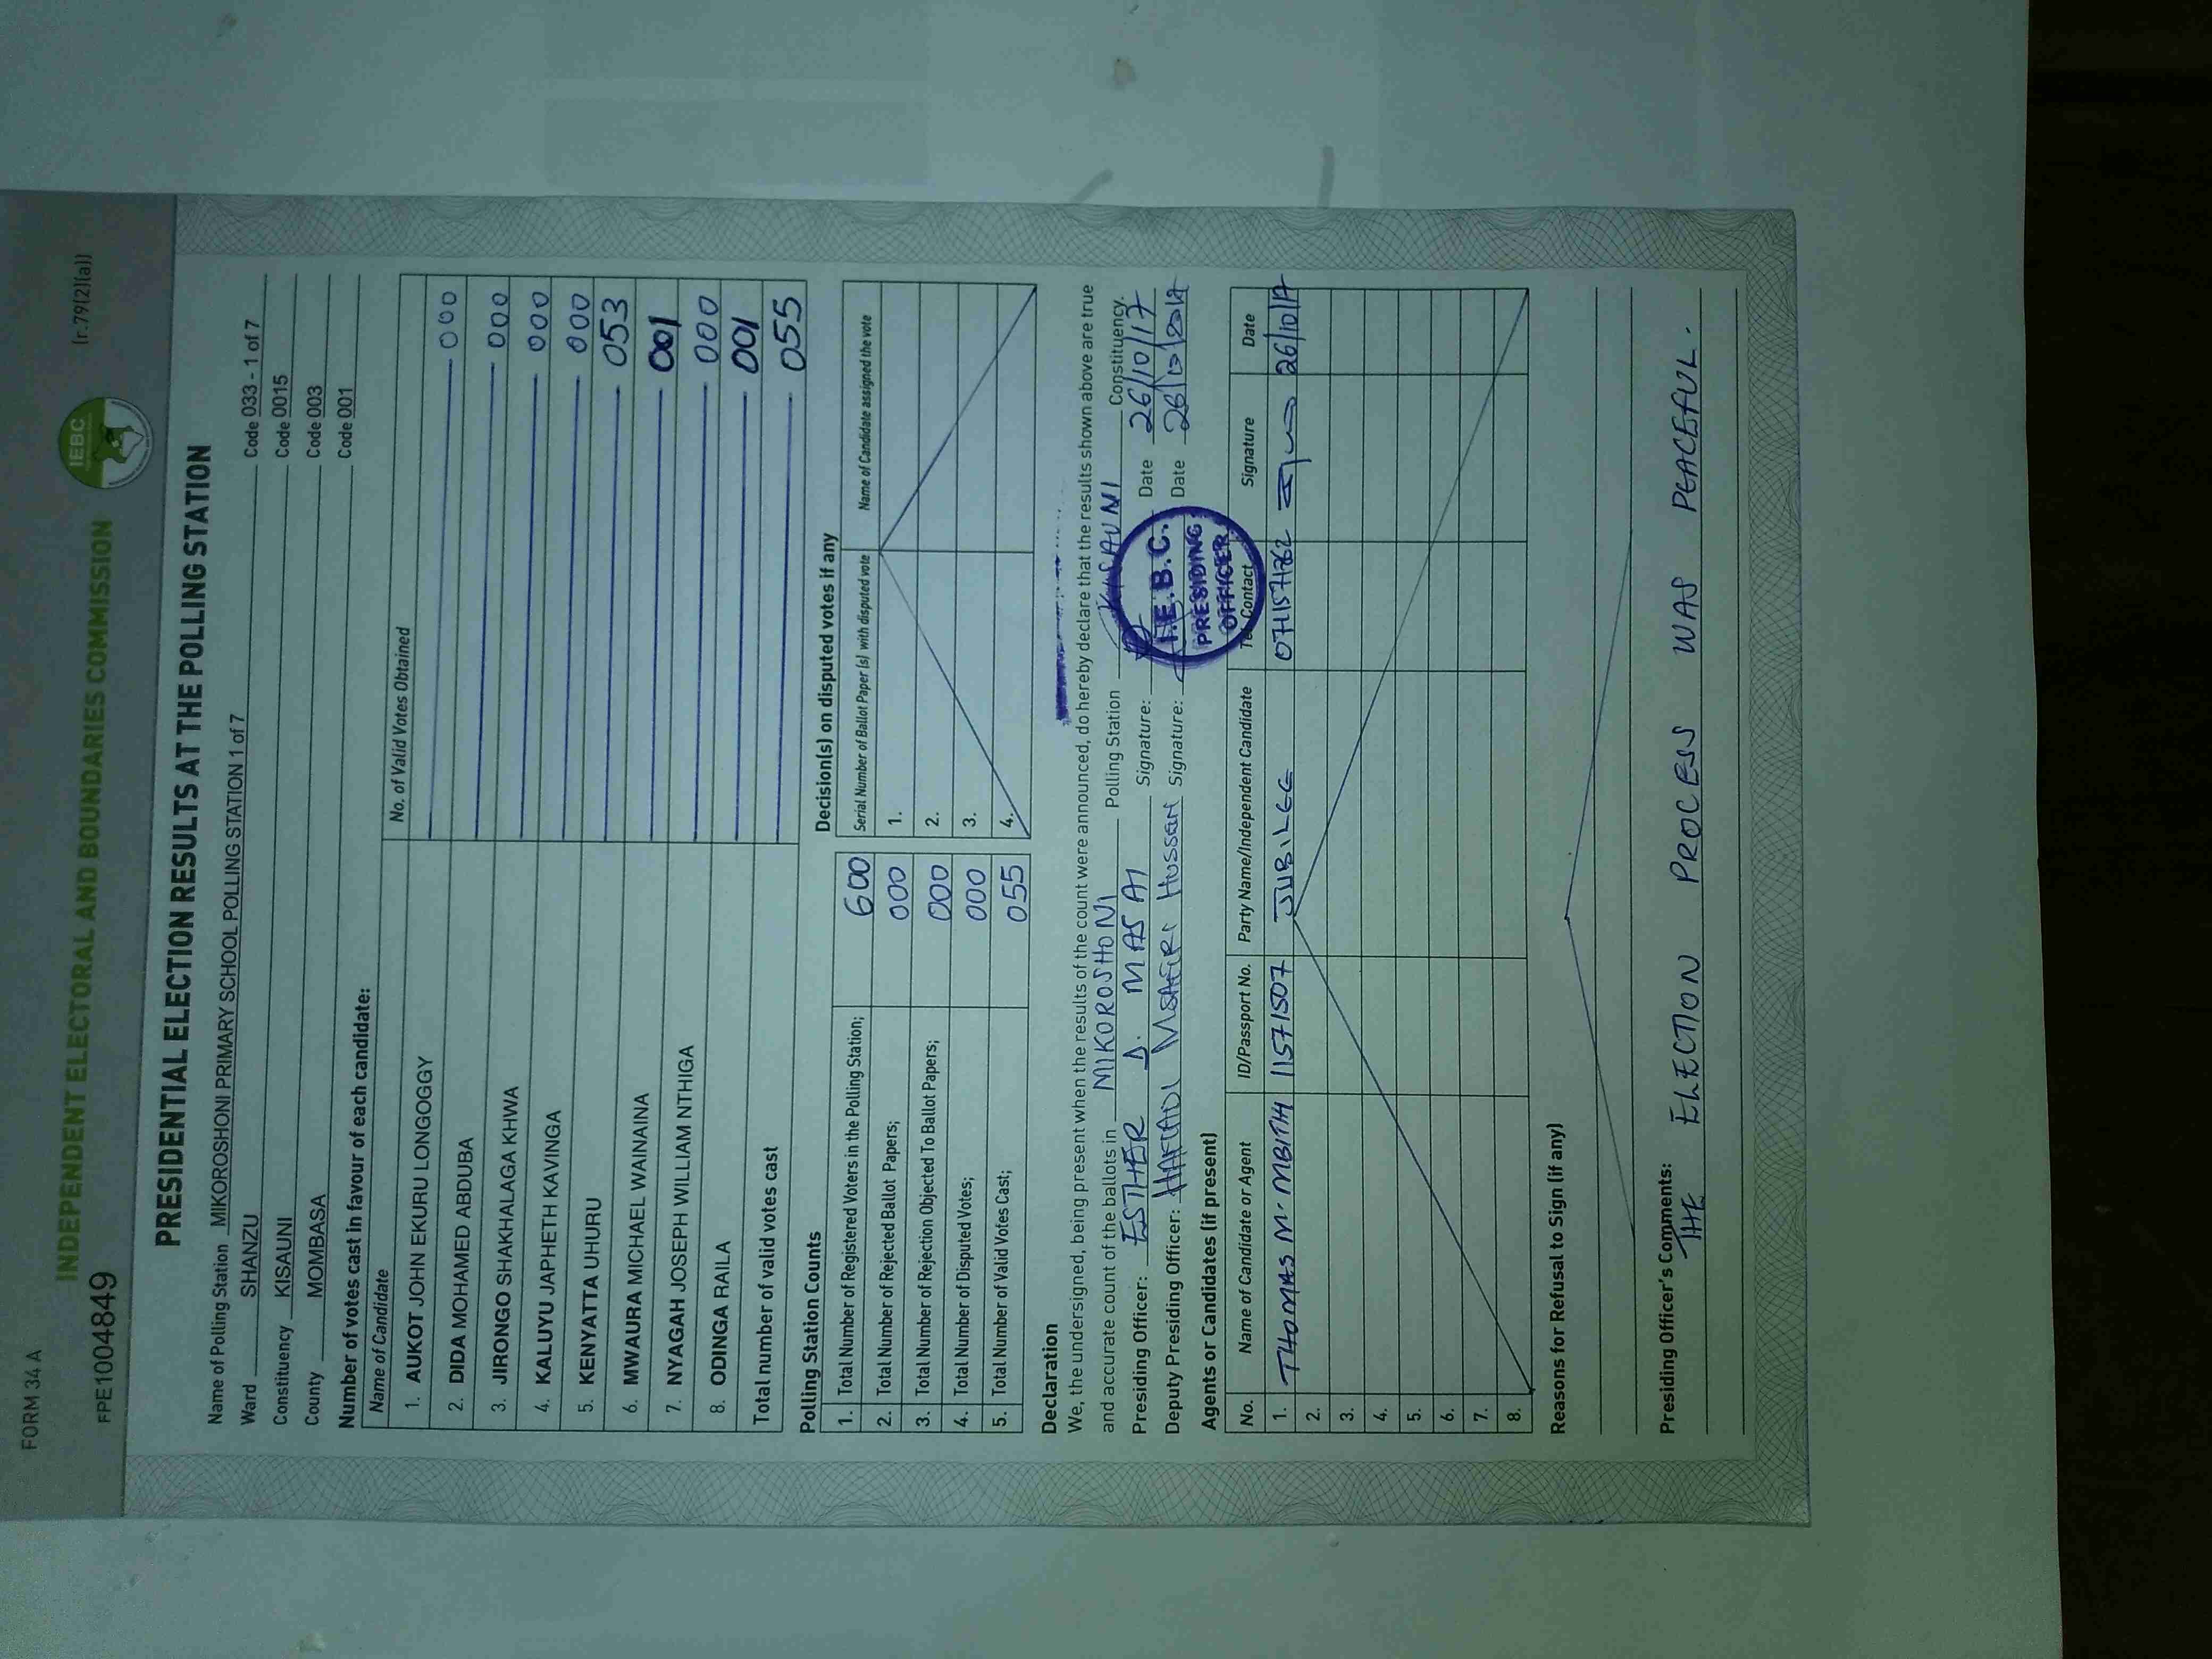 FORM 34 A
(r.79(2)(a))
INDEPENDENT ELECTORAL AND BOUNDARIES COMMISSION
IEBC
FPE1004849
PRESIDENTIAL ELECTION RESULTS AT THE POLLING STATION
Name of Polling Station MIKOROSHONI PRIMARY SCHOOL POLLING STATION 1 of 7
Ward SHANZU Code 033 - 1 of 7
Constituency KISAUNI Code 0015
County MOMBASA Code 003
Code 001
Number of votes cast in favour of each candidate:
Name of Candidate No. of Valid Votes Obtained
1. AUKOT JOHN EKURU LONGOGGY 000
2. DIDA MOHAMED ABDUBA 000
3. JIRONGO SHAKHALAGA KHWA 000
4. KALUYU JAPHETH KAVINGA 000
5. KENYATTA UHURU 053
6. MWAURA MICHAEL WAINAINA 001
7. NYAGAH JOSEPH WILLIAM NTHIGA 000
8. ODINGA RAILA 001
Total number of valid votes cast 055
Polling Station Counts
1. Total Number of Registered Voters in the Polling Station; 600
2. Total Number of Rejected Ballot Papers; 000
3. Total Number of Rejection Objected To Ballot Papers; 000
4. Total Number of Disputed Votes; 000
5. Total Number of Valid Votes Cast; 055
Decision(s) on disputed votes if any
Serial Number of Ballot Paper (s) with disputed vote Name of Candidate assigned the vote
1.
2.
3.
4.
Declaration
We, the undersigned, being present when the results of the count were announced, do hereby declare that the results shown above are true
and accurate count of the ballots in MIKOROSHONI Polling Station KISAUNI Constituency.
Presiding Officer: ESTHER D. MASAI Signature: Date 26/10/17
Deputy Presiding Officer: Hussein Signature: Date 26/10/2017
I.E.B.C.
PRESIDING
OFFICER
Agents or Candidates (if present)
No. Name of Candidate or Agent ID/Passport No. Party Name/Independent Candidate Contact Signature Date
1. THOMAS M. MBITHI 11571507 JUBILEE 0711571262 26/10/17
2.
3.
4.
5.
6.
7.
8.
Reasons for Refusal to Sign (if any)
Presiding Officer's Comments:
THE ELECTION PROCESS WAS PEACEFUL.